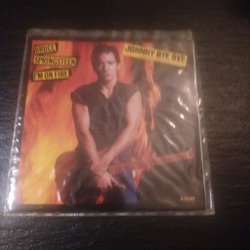 BRUCE
SPRINGSTEEN
I'M ON FIRE
JOHNNY BYE BYE